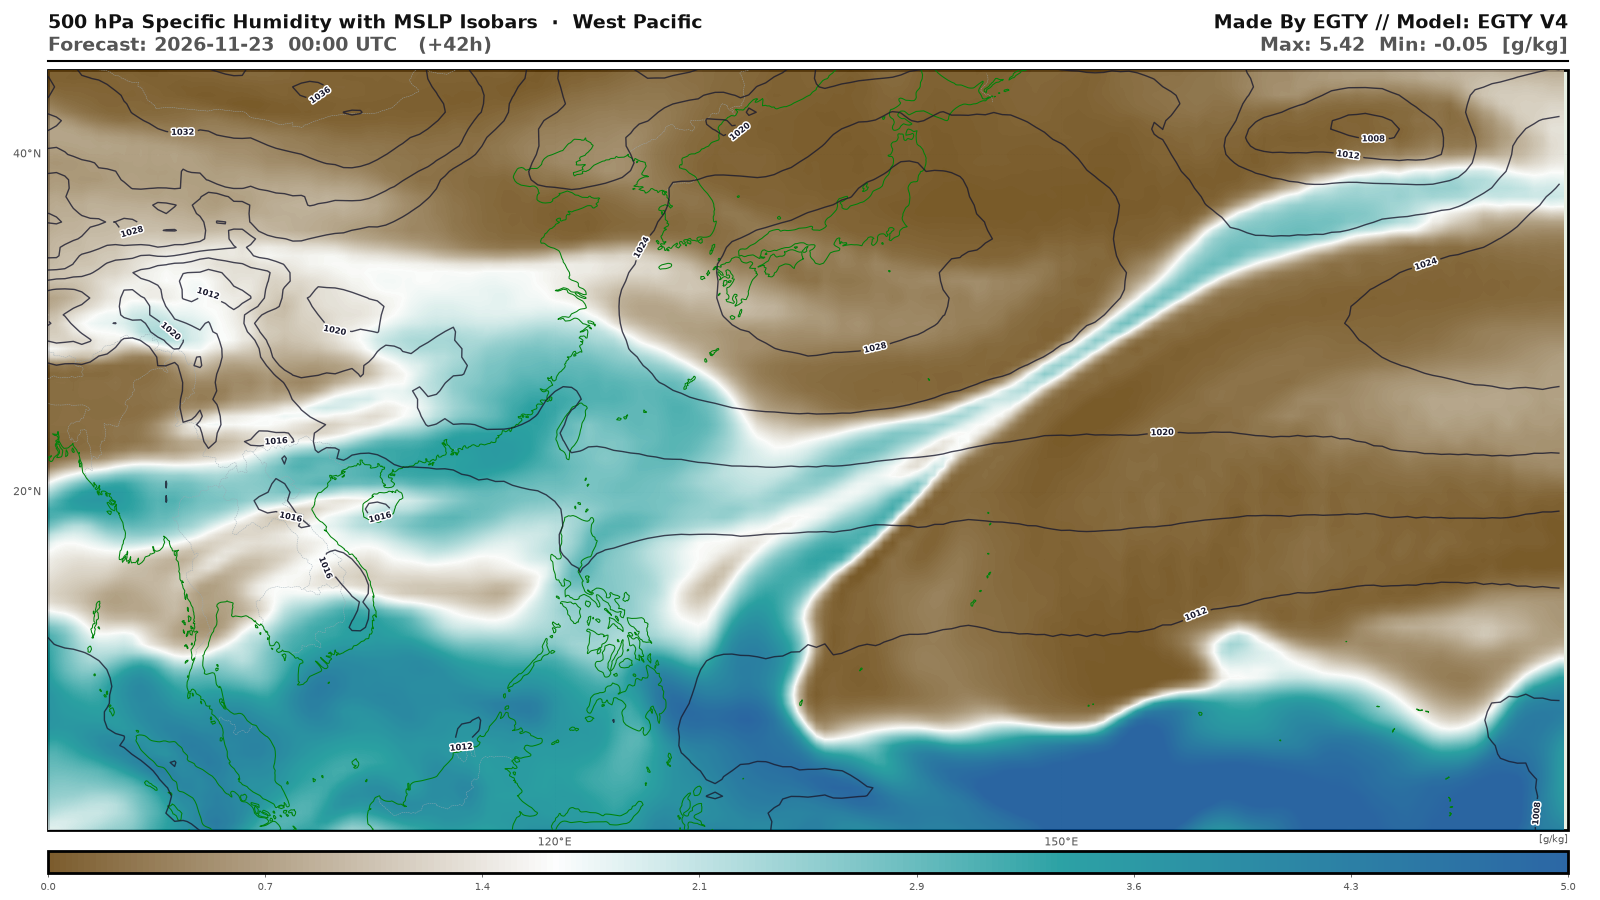 500 hPa Specific Humidity with MSLP Isobars · West Pacific
Made By EGTY // Model: EGTY V4
Forecast: 2026-11-23 00:00 UTC (+42h)
Max: 5.42 Min: -0.05 [g/kg]
1036
1032
1020
1008
1012
40°N
1028
1024
1024
1012
1020
1020
1028
1016
1020
20°N
1016
1016
1016
1012
1012
1008
120°E
150°E
[g/kg]
0.0 0.7 1.4 2.1 2.9 3.6 4.3 5.0